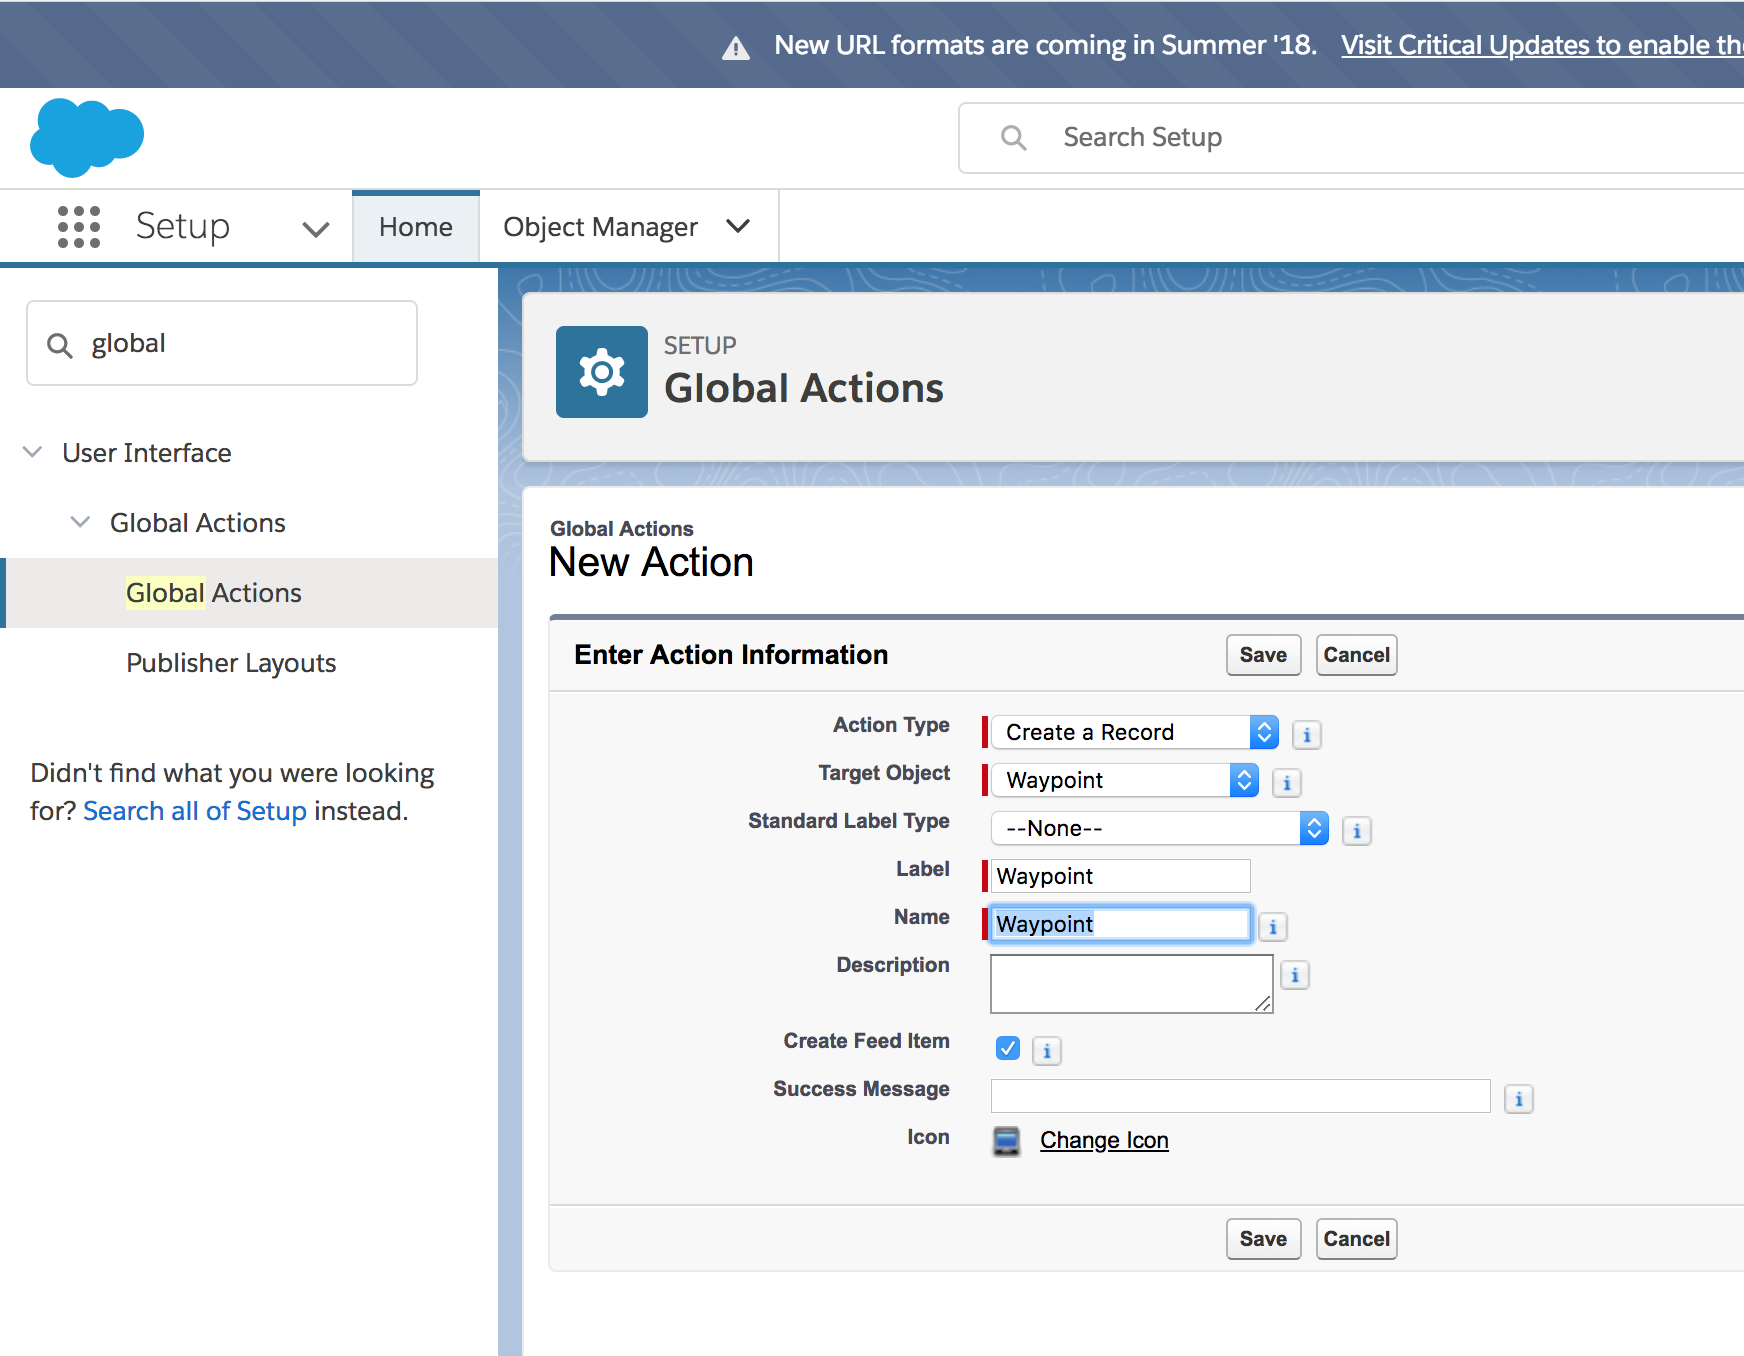 New URL formats are coming in Summer '18. Visit Critical Updates to enable
Search Setup
Setup
Home
Object Manager
global
SETUP
Global Actions
User Interface
Global Actions
Global Actions
Publisher Layouts
Didn't find what you were looking
for? Search all of Setup instead.
Global Actions
New Action
Enter Action Information
Save
Cancel
Action Type
Create a Record
Target Object
Waypoint
Standard Label Type
--None--
Label
Waypoint
Name
Waypoint
Description
Create Feed Item
Success Message
Icon
Change Icon
Save
Cancel